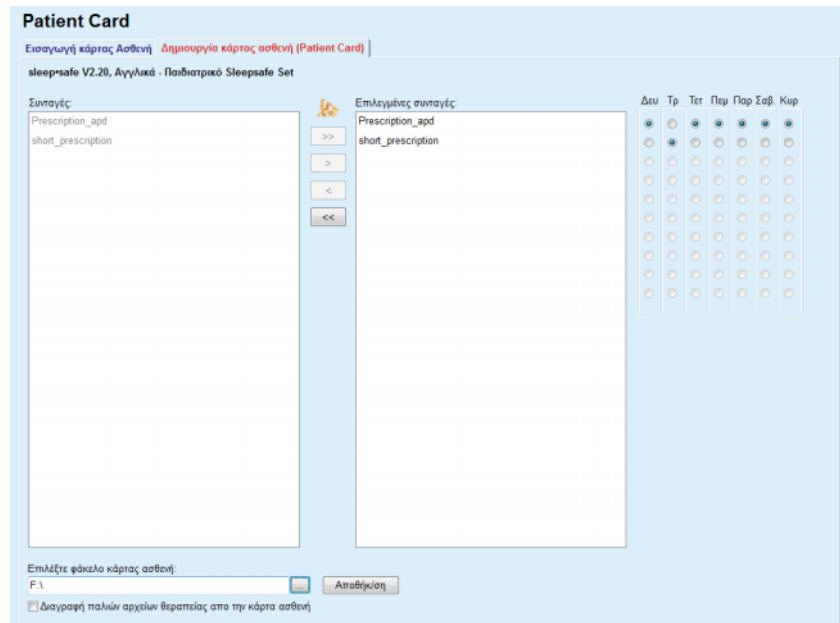 Patient Card
Εισαγωγή κάρτας Ασθενή Δημιουργία κάρτας ασθενή (Patient Card)
sleep•safe V2.20, Αγγλικά - Παιδιατρικό Sleepsafe Set
Συνταγές: Επιλεγμένες συνταγές: Δευ Τρ Τετ Πεμ Παρ Σαβ. Κυρ
Prescription_apd Prescription_apd
short_prescription >> short_prescription
>
<
<<
Επιλέξτε φάκελο κάρτας ασθενή:
F:\ ... Αποθήκ/ση
Διαγραφή παλιών αρχείων θεραπείας απο την κάρτα ασθενή